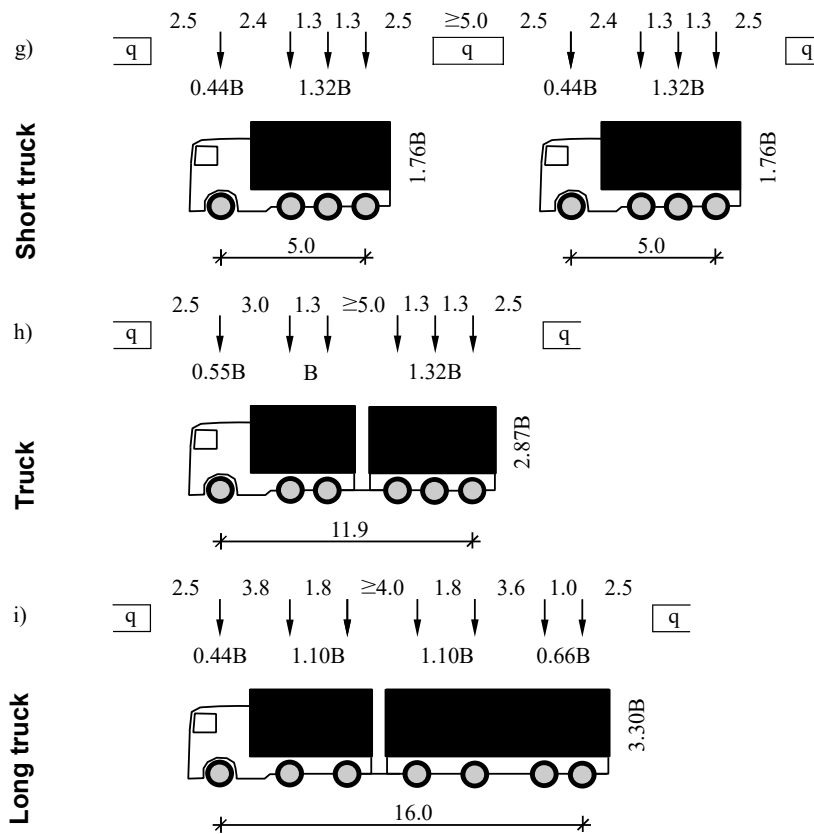 2.5 2.4 1.3 1.3 2.5 ≥5.0 2.5 2.4 1.3 1.3 2.5
g) q q q
0.44B 1.32B 0.44B 1.32B
Short truck
1.76B 1.76B
5.0 5.0
2.5 3.0 1.3 ≥5.0 1.3 1.3 2.5
h) q q
0.55B B 1.32B
Truck
2.87B
11.9
2.5 3.8 1.8 ≥4.0 1.8 3.6 1.0 2.5
i) q q
0.44B 1.10B 1.10B 0.66B
Long truck
3.30B
16.0